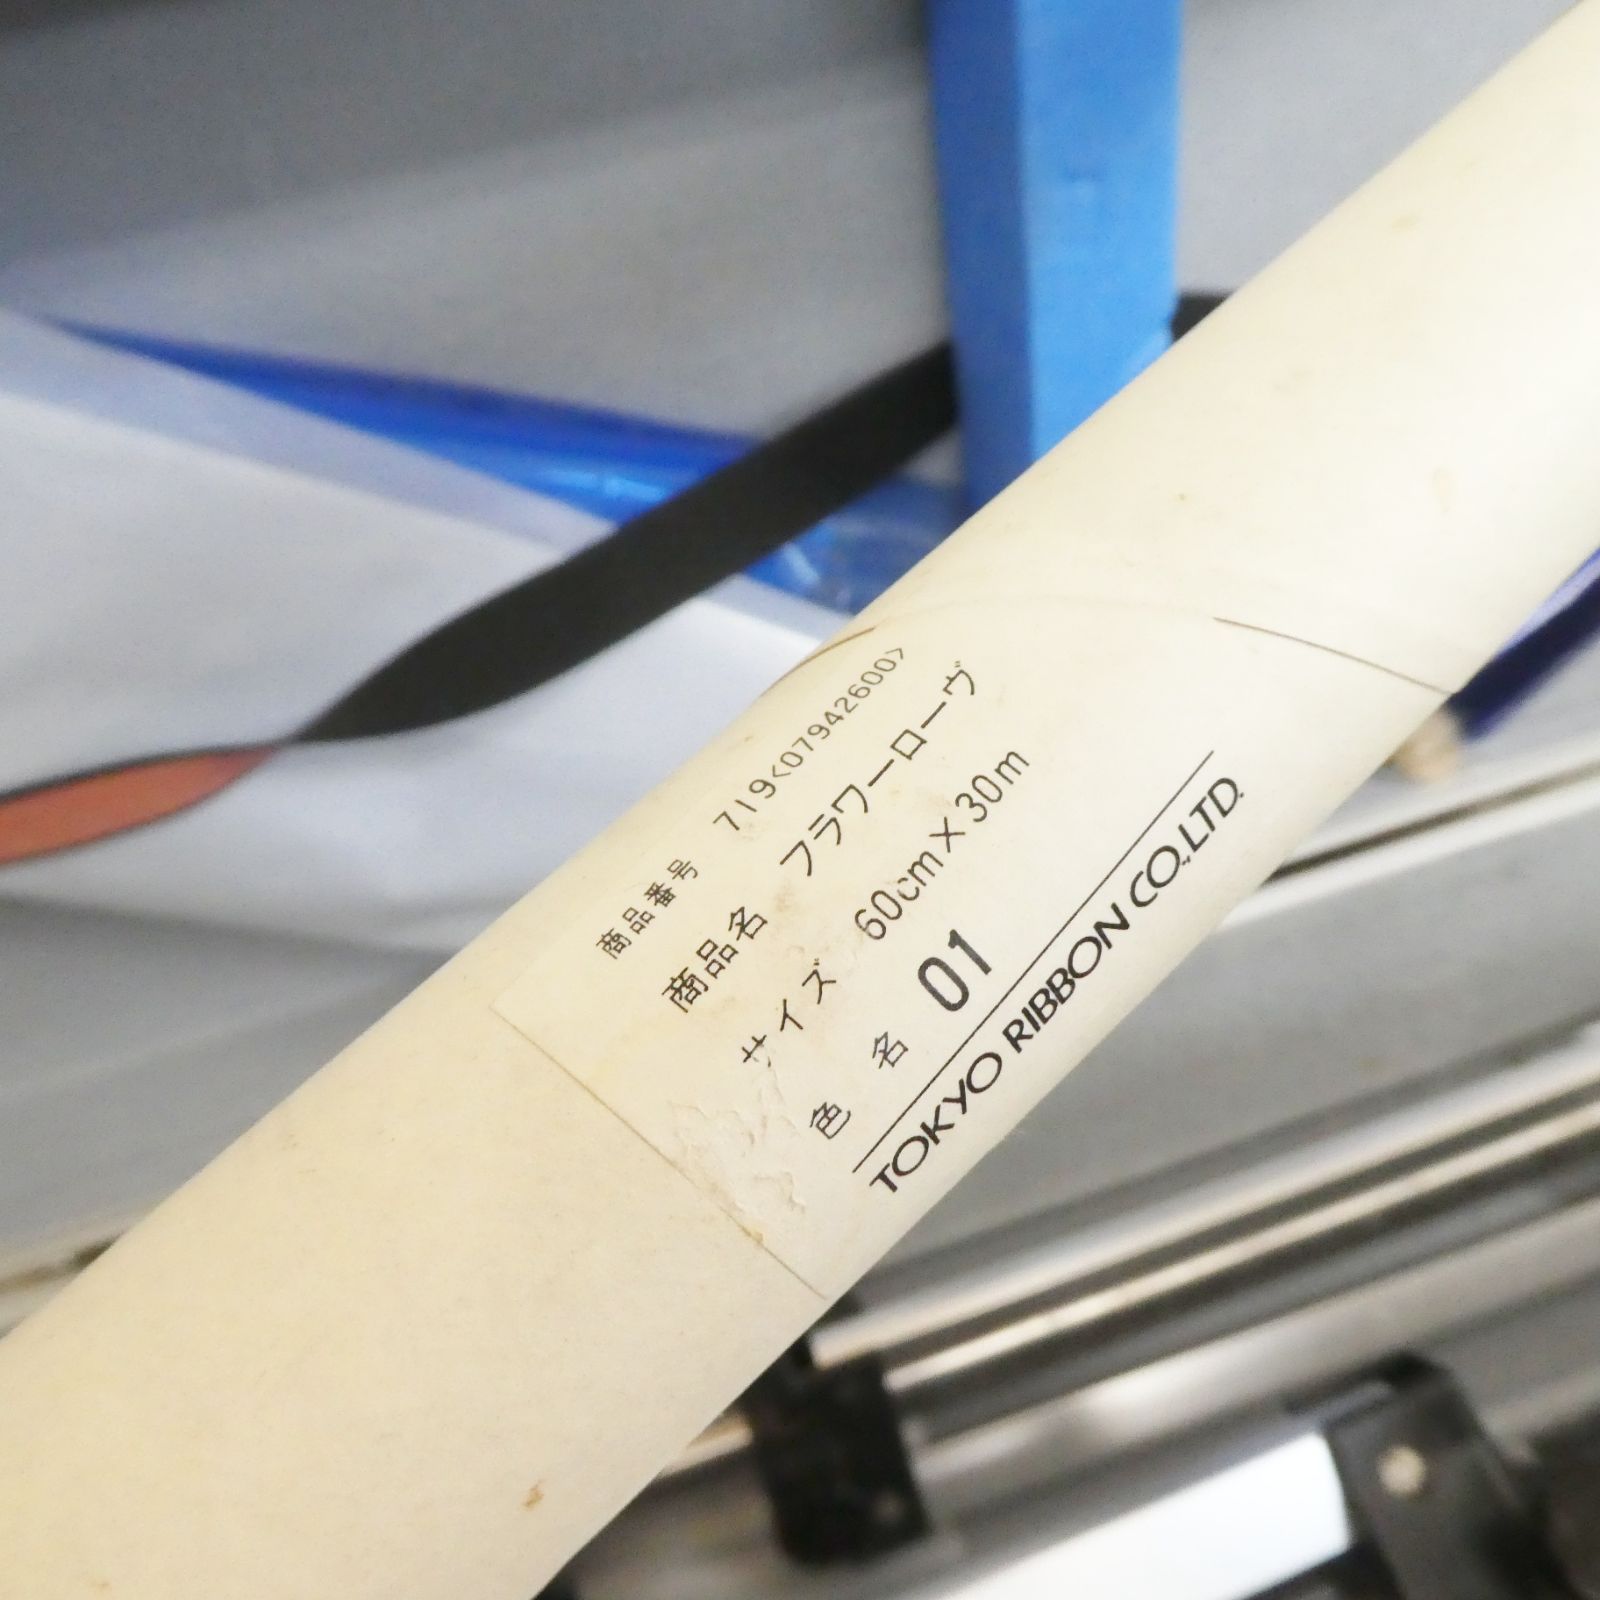 商品番号 719<07942600>
商品名 フラワーローヴ
サイズ 60cm×30m
色名 01
TOKYO RIBBON CO.,LTD.